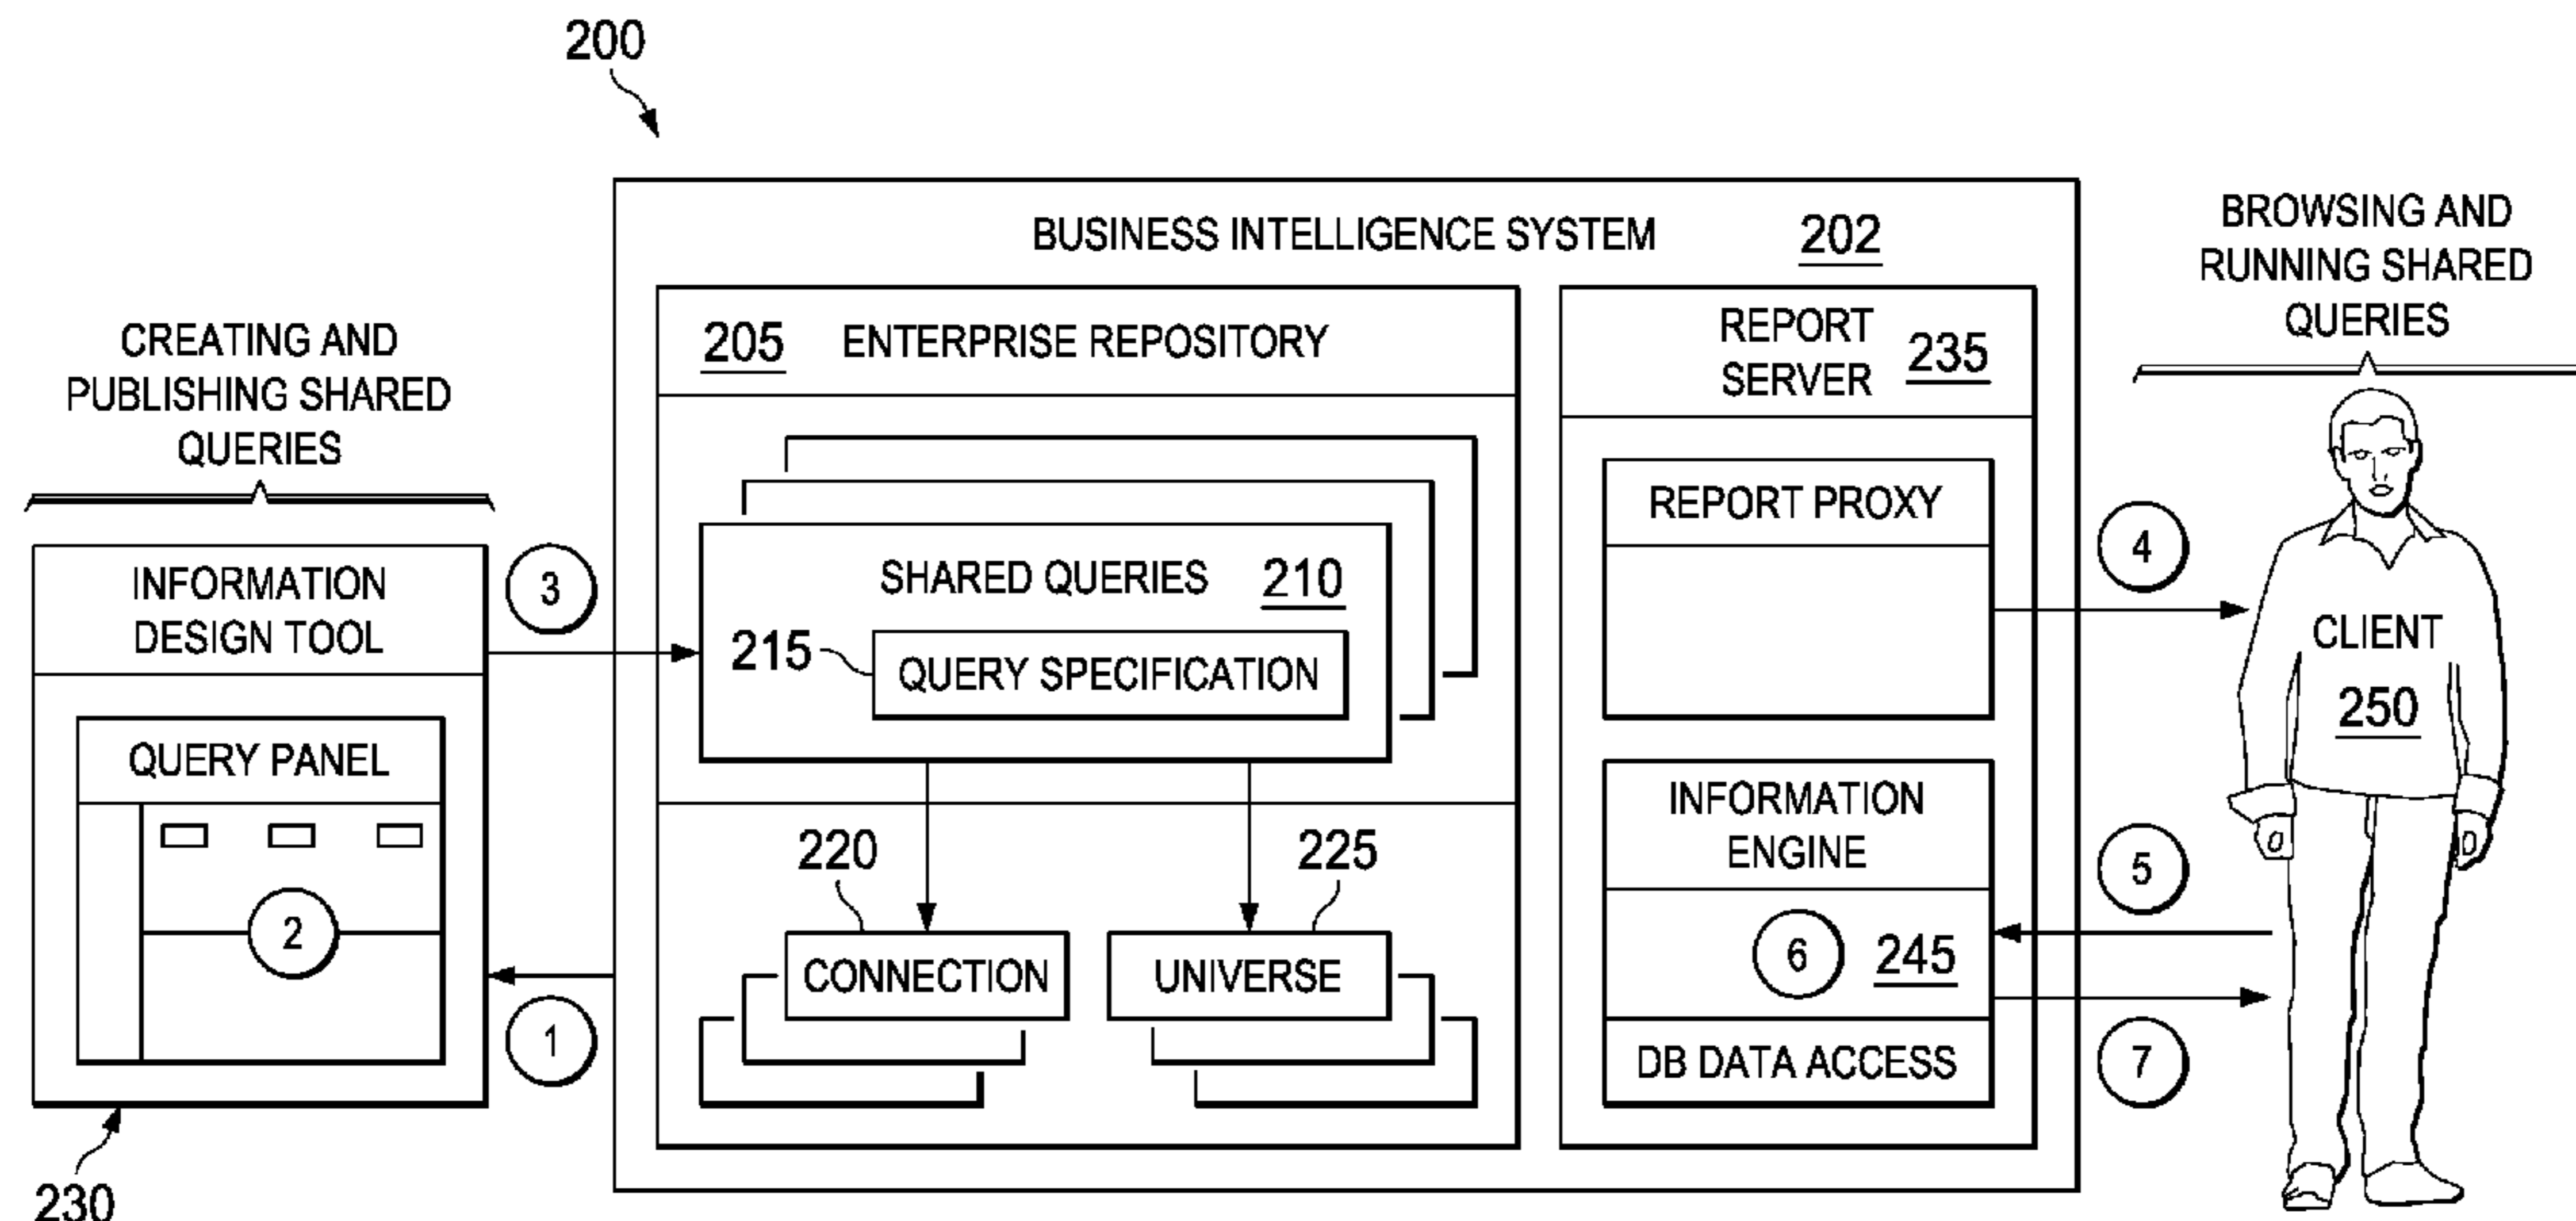 200
BUSINESS INTELLIGENCE SYSTEM 202
CREATING AND
PUBLISHING SHARED
QUERIES
INFORMATION
DESIGN TOOL
QUERY PANEL
2
230
3
1
205 ENTERPRISE REPOSITORY
SHARED QUERIES 210
215 QUERY SPECIFICATION
220
225
CONNECTION
UNIVERSE
REPORT
SERVER 235
REPORT PROXY
INFORMATION
ENGINE
6 245
DB DATA ACCESS
BROWSING AND
RUNNING SHARED
QUERIES
4
CLIENT
250
5
7